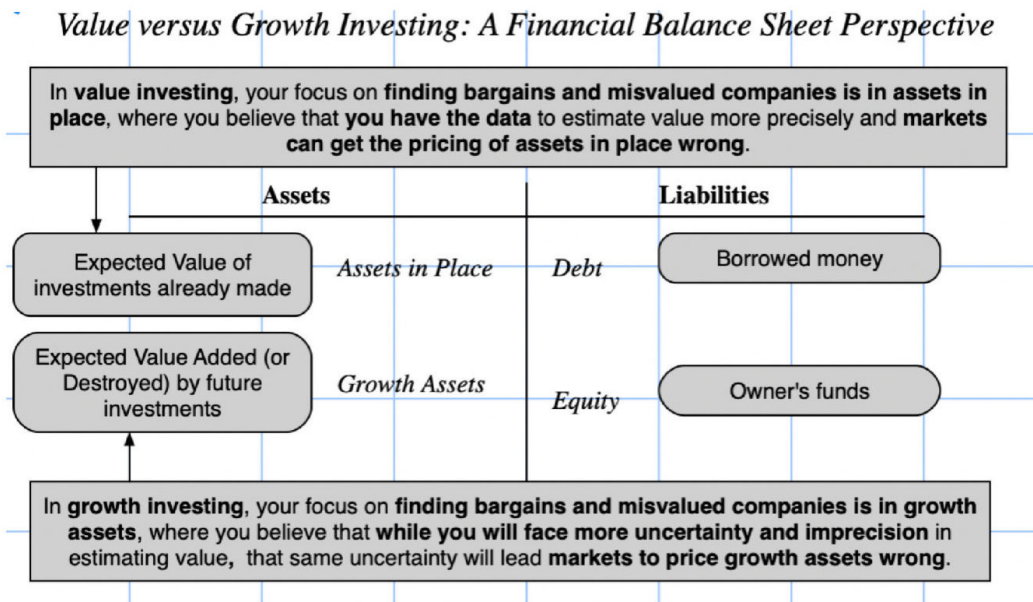 Value versus Growth Investing: A Financial Balance Sheet Perspective
In value investing, your focus on finding bargains and misvalued companies is in assets in
place, where you believe that you have the data to estimate value more precisely and markets
can get the pricing of assets in place wrong.
Assets
Liabilities
Expected Value of
investments already made
Assets in Place
Debt
Borrowed money
Expected Value Added (or
Destroyed) by future
investments
Growth Assets
Equity
Owner's funds
In growth investing, your focus on finding bargains and misvalued companies is in growth
assets, where you believe that while you will face more uncertainty and imprecision in
estimating value, that same uncertainty will lead markets to price growth assets wrong.